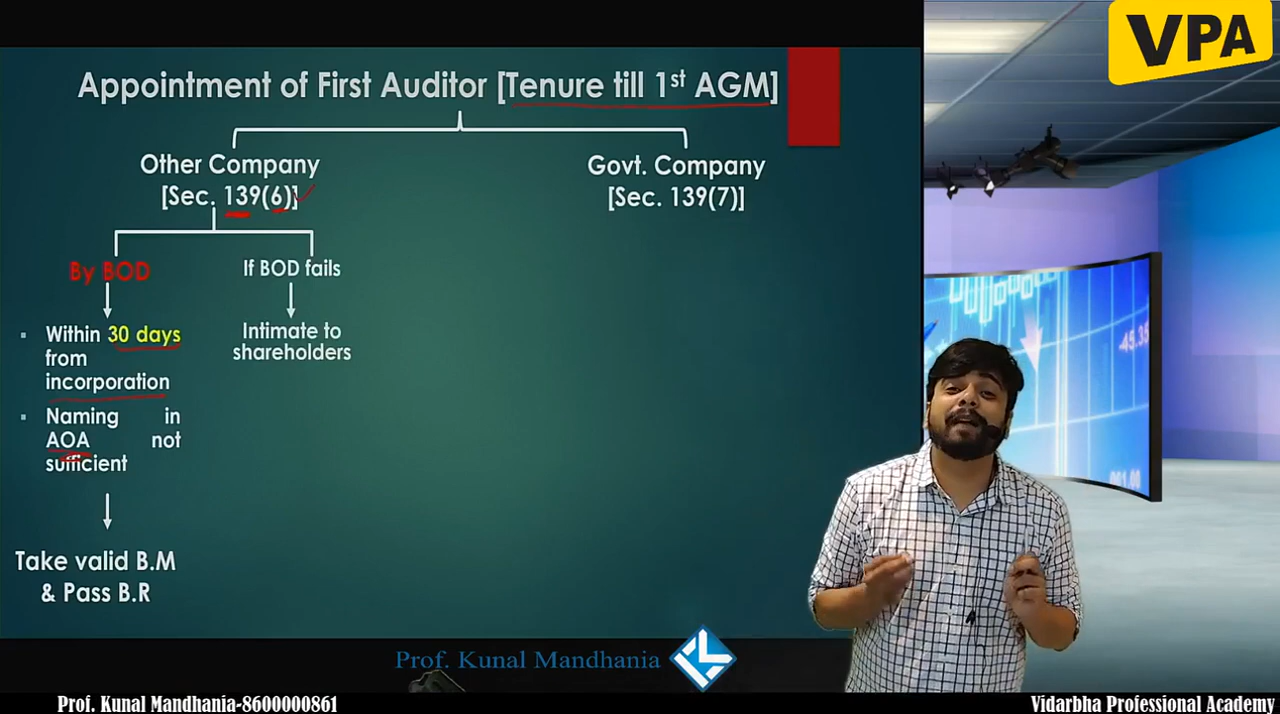 VPA
Appointment of First Auditor [Tenure till 1st AGM]
Other Company
[Sec. 139(6)]
Govt. Company
[Sec. 139(7)]
By BOD
If BOD fails
Within 30 days
from
incorporation
Naming in
AOA not
sufficient
Intimate to
shareholders
Take valid B.M
& Pass B.R
-45.35
Prof. Kunal Mandhania
Prof. Kunal Mandhania-8600000861
Vidarbha Professional Academy